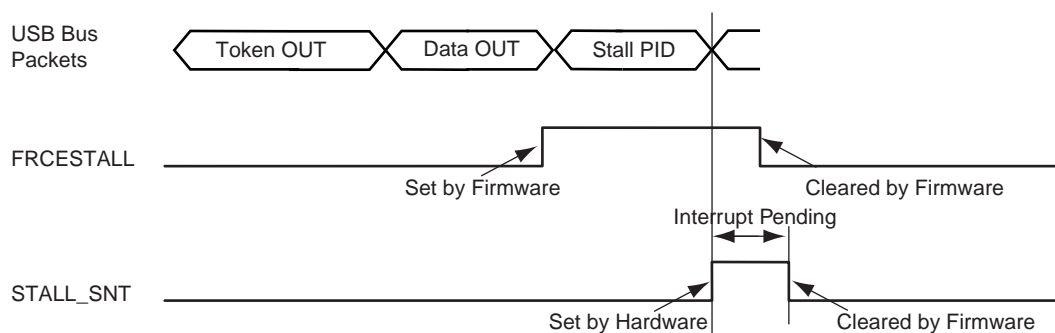 USB Bus
Packets
Token OUT
Data OUT
Stall PID
FRCESTALL
Set by Firmware
Cleared by Firmware
Interrupt Pending
STALL_SNT
Set by Hardware
Cleared by Firmware